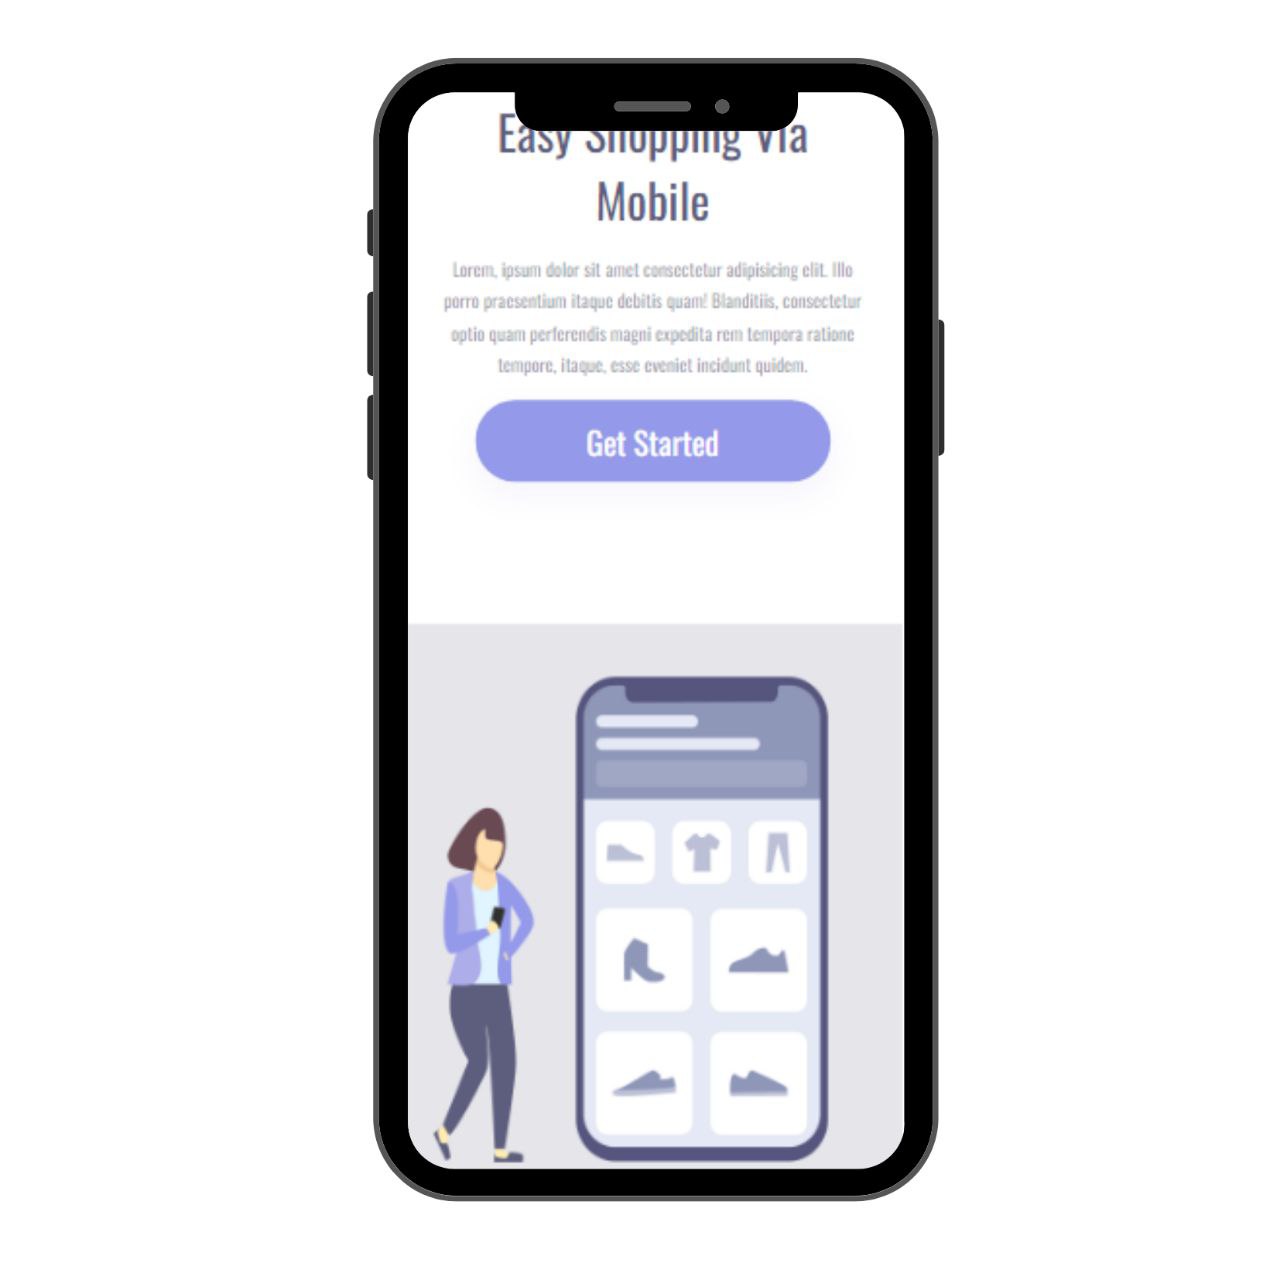 Easy Shopping Via
Mobile
Lorem, ipsum dolor sit amet consectetur adipisicing elit. Illo
porro praesentium itaque debitis quam! Blanditiis, consectetur
optio quam perferendis magni expedita rem tempora ratione
tempore, itaque, esse eveniet incidunt quidem.
Get Started